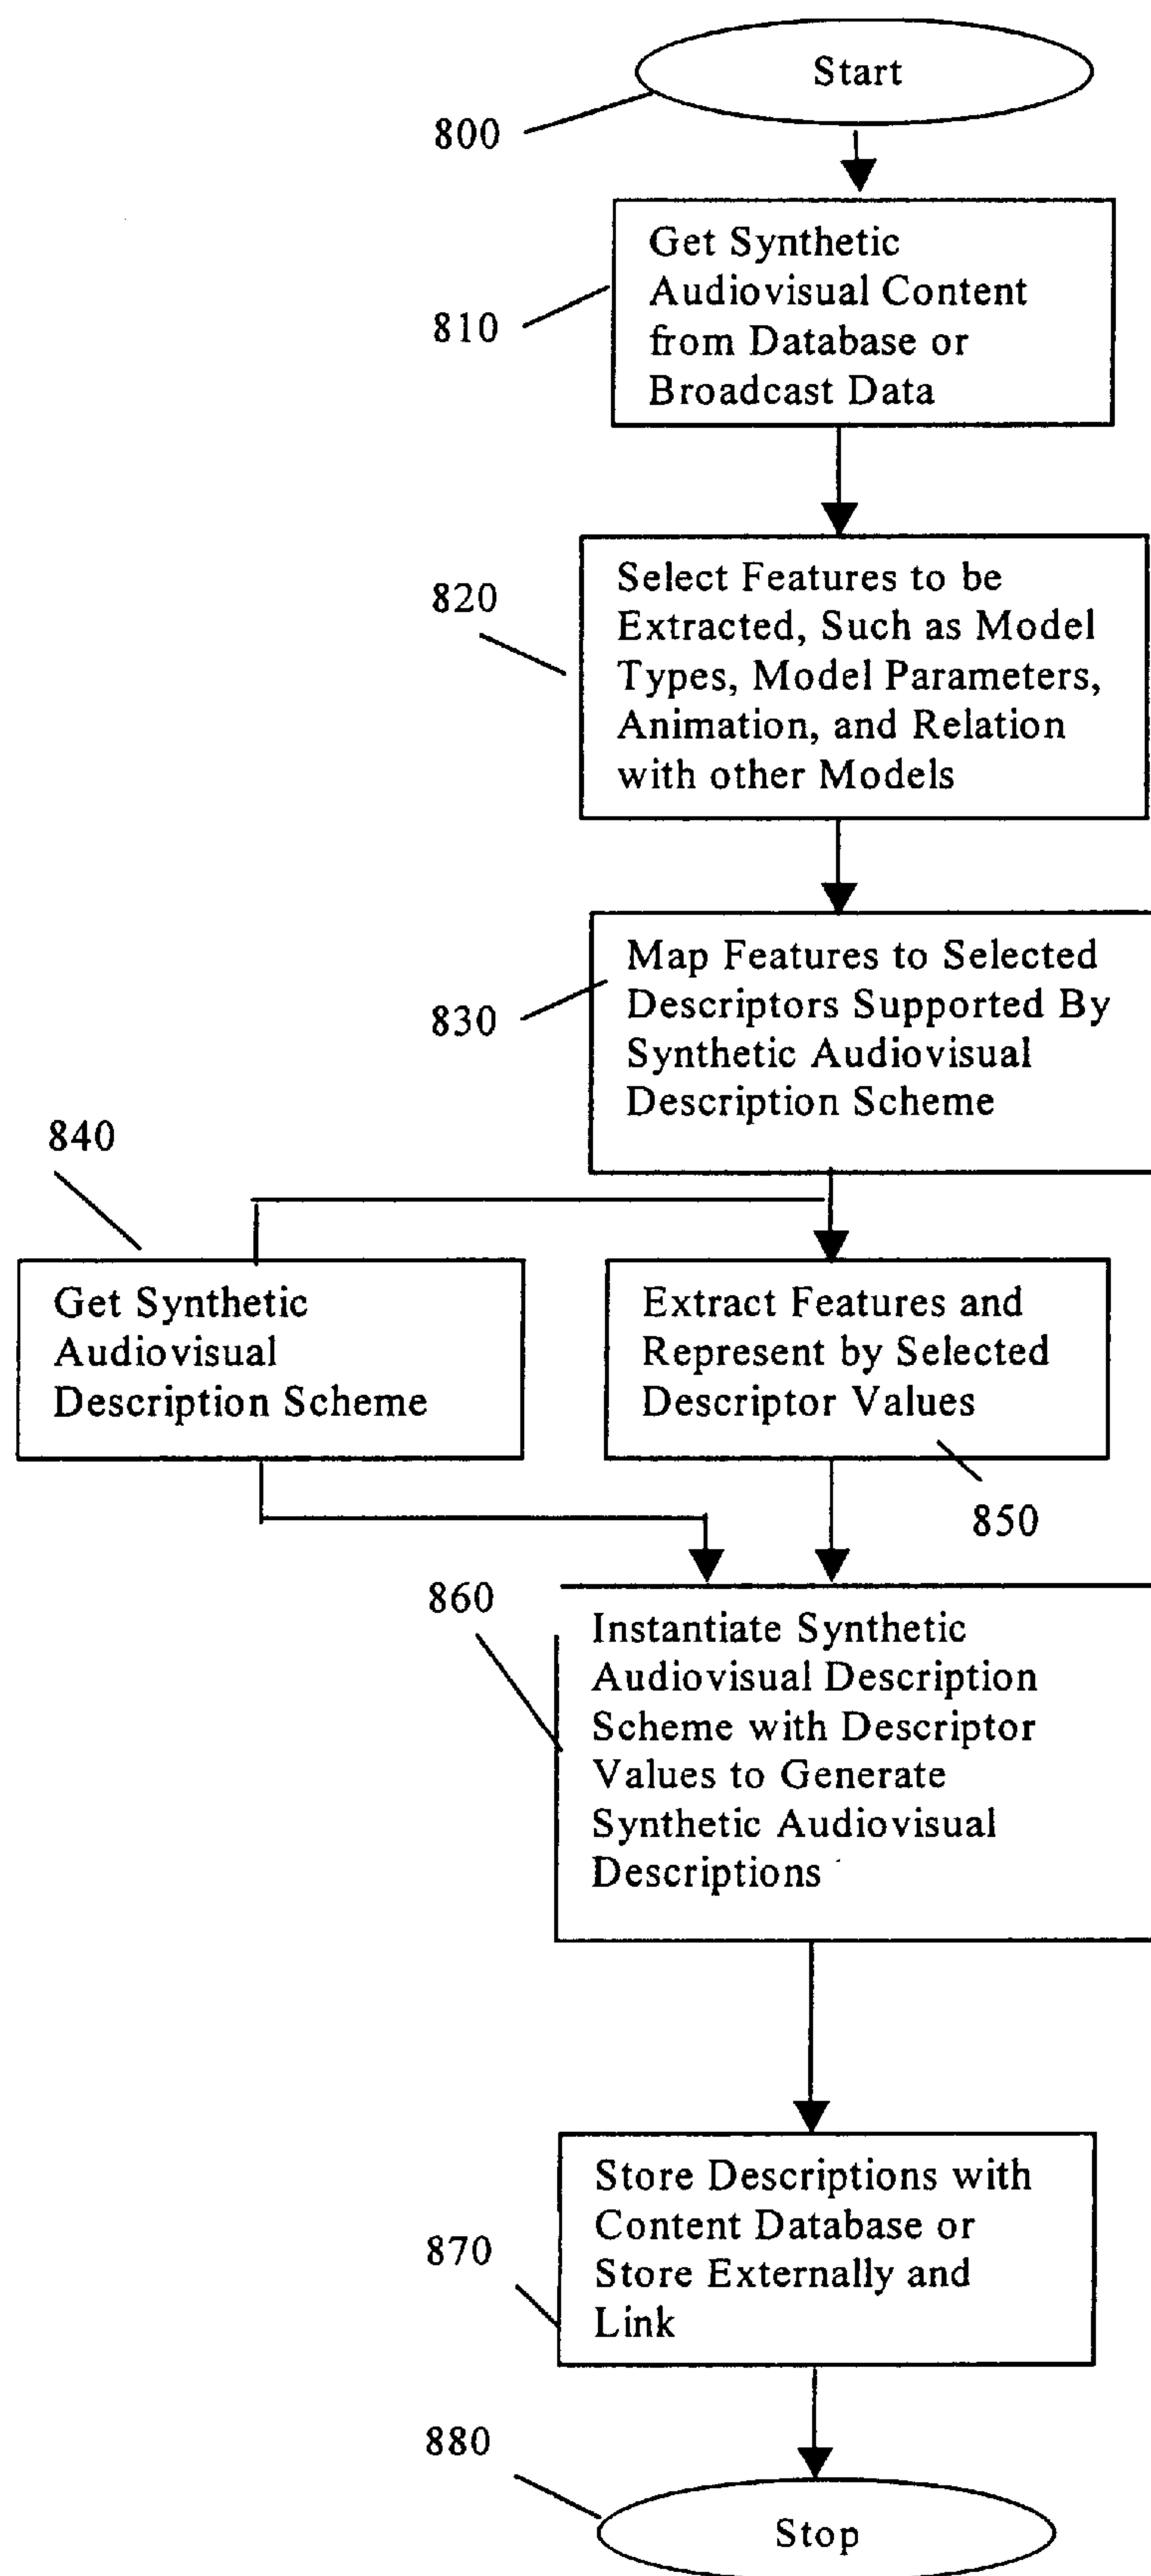 Start
800
Get Synthetic
Audiovisual Content
from Database or
Broadcast Data
810
Select Features to be
Extracted, Such as Model
Types, Model Parameters,
Animation, and Relation
with other Models
820
Map Features to Selected
Descriptors Supported By
Synthetic Audiovisual
Description Scheme
830
840
Get Synthetic
Audiovisual
Description Scheme
Extract Features and
Represent by Selected
Descriptor Values
850
860
Instantiate Synthetic
Audiovisual Description
Scheme with Descriptor
Values to Generate
Synthetic Audiovisual
Descriptions
Store Descriptions with
Content Database or
Store Externally and
Link
870
880
Stop